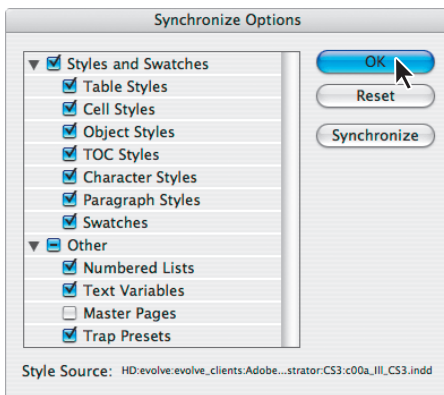 Synchronize Options
Styles and Swatches
Table Styles
Cell Styles
Object Styles
TOC Styles
Character Styles
Paragraph Styles
Swatches
Other
Numbered Lists
Text Variables
Master Pages
Trap Presets
OK
Reset
Synchronize
Style Source: HD:evolve:evolve_clients:Adobe...strator:CS3:c00a_Ill_CS3.indd